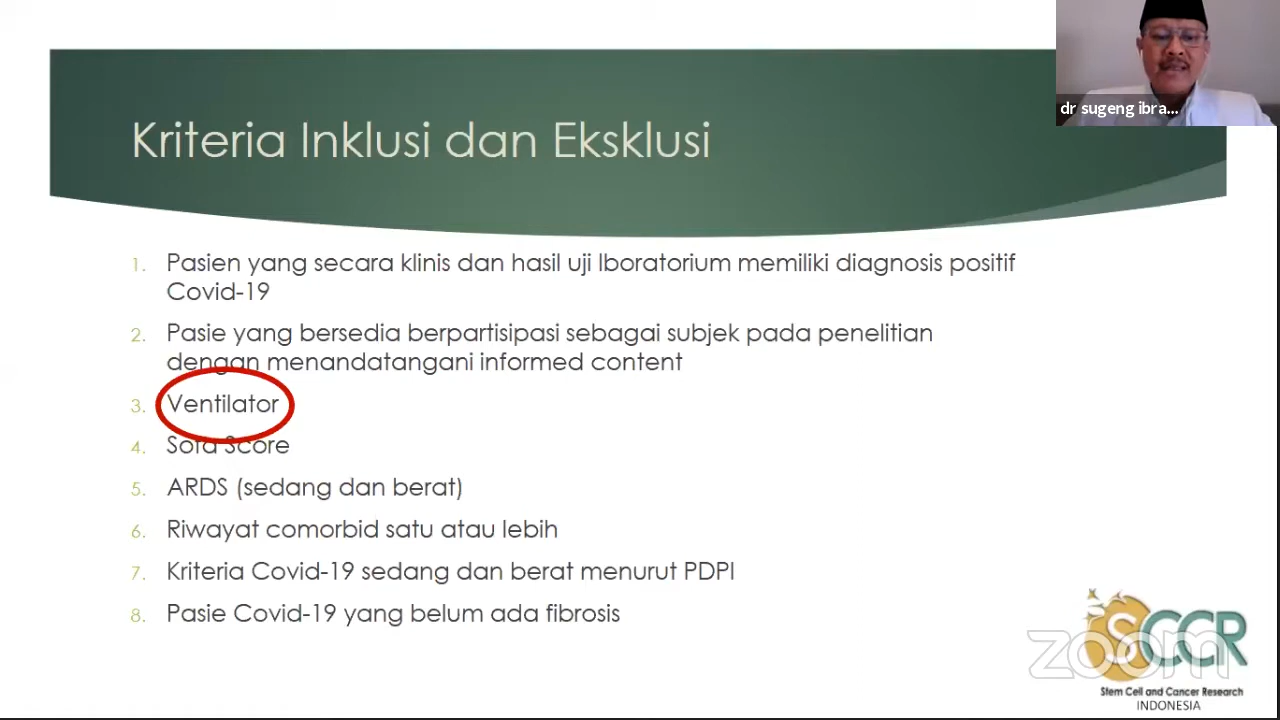 dr sugeng ibra...
Kriteria Inklusi dan Eksklusi
1. Pasien yang secara klinis dan hasil uji lboratorium memiliki diagnosis positif
Covid-19
2. Pasie yang bersedia berpartisipasi sebagai subjek pada penelitian
dengan menandatangani informed content
3. Ventilator
4. Sofa Score
5. ARDS (sedang dan berat)
6. Riwayat comorbid satu atau lebih
7. Kriteria Covid-19 sedang dan berat menurut PDPI
8. Pasie Covid-19 yang belum ada fibrosis
zoom
SCCR
Stem Cell and Cancer Research
INDONESIA